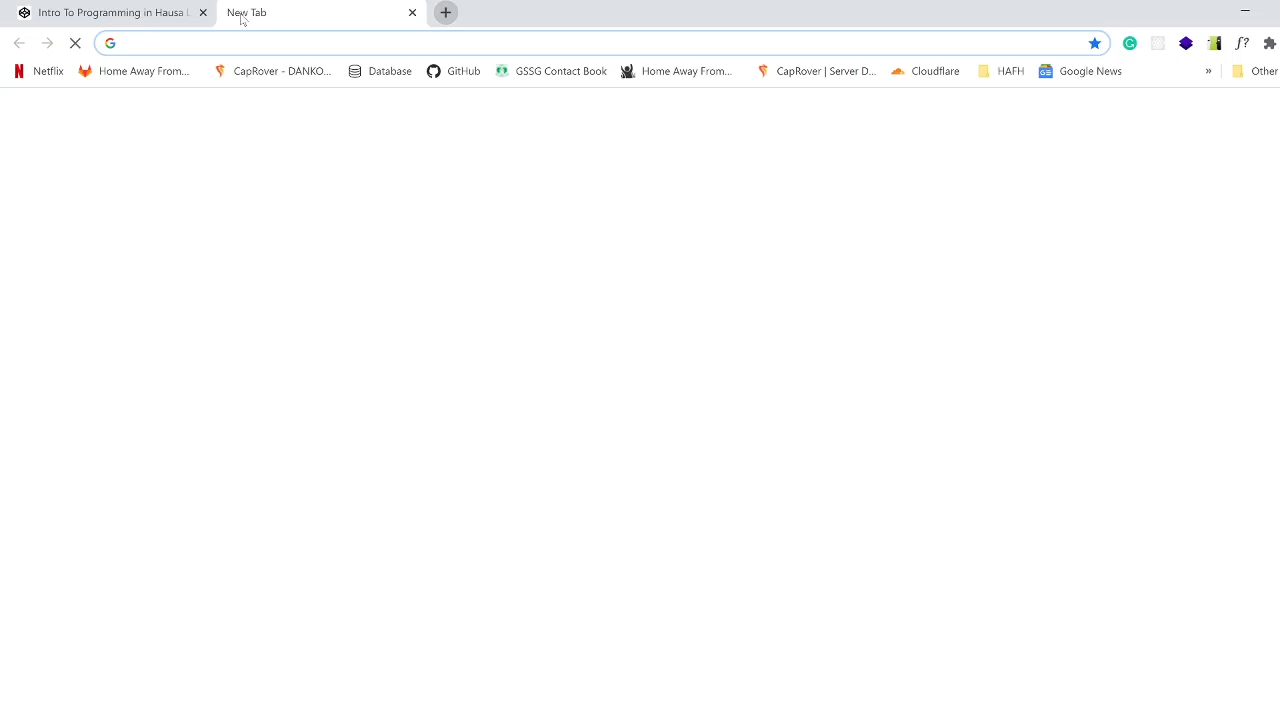 Intro To Programming in Hausa L
New Tab
Netflix Home Away From... CapRover - DANKO... Database GitHub GSSG Contact Book Home Away From... CapRover | Server D... Cloudflare HAFH Google News » Other